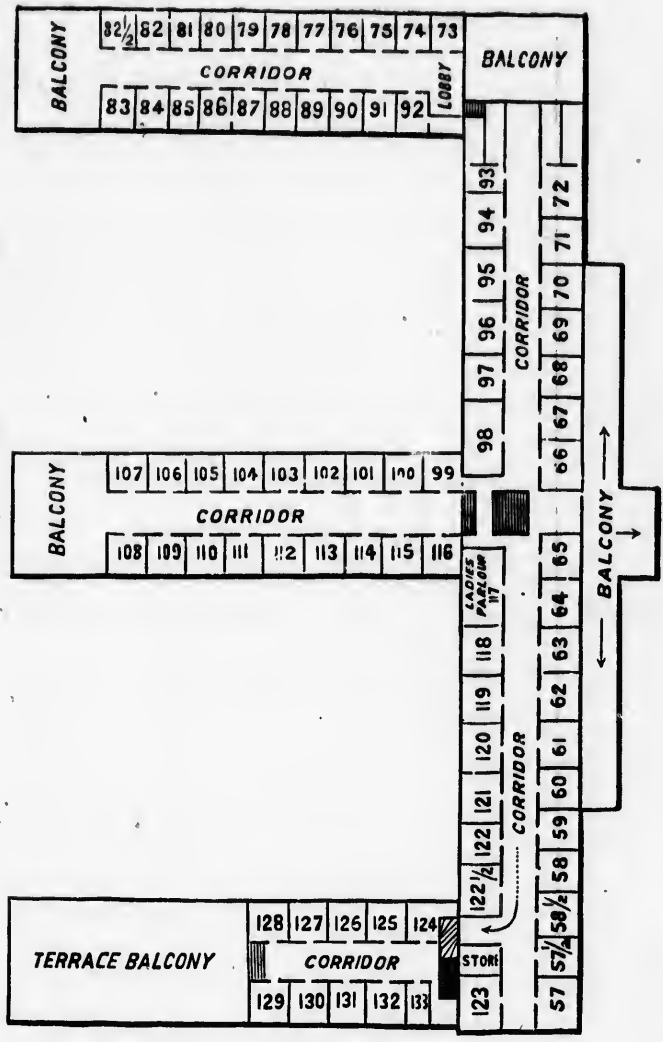 BALCONY
82½ 82 81 80 79 78 77 76 75 74 73
CORRIDOR
LOBBY
83 84 85 86 87 88 89 90 91 92
BALCONY
93
94
95
96
97
98
CORRIDOR
72
71
70
69
68
67
66
BALCONY
107 106 105 104 103 102 101 100 99
CORRIDOR
108 109 110 111 112 113 114 115 116
LADIES
PARLOUR
117
118
119
120
121
122
122½
STORE
123
CORRIDOR
65
64
63
62
61
60
59
58
58½
57½
57
BALCONY
TERRACE BALCONY
128 127 126 125 124
CORRIDOR
129 130 131 132 133